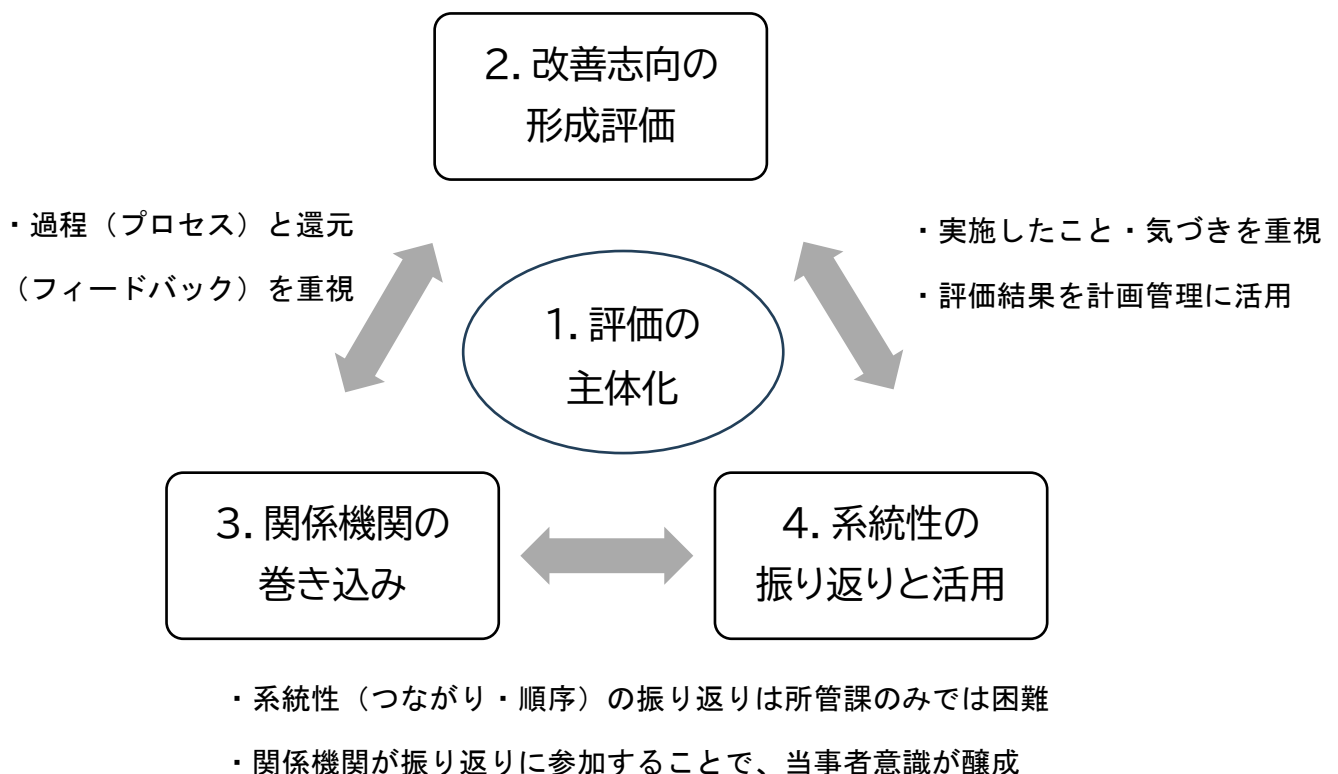 2. 改善志向の
形成評価
・過程（プロセス）と還元
（フィードバック）を重視
・実施したこと・気づきを重視
・評価結果を計画管理に活用
1. 評価の
主体化
3. 関係機関の
巻き込み
4. 系統性の
振り返りと活用
・系統性（つながり・順序）の振り返りは所管課のみでは困難
・関係機関が振り返りに参加することで、当事者意識が醸成